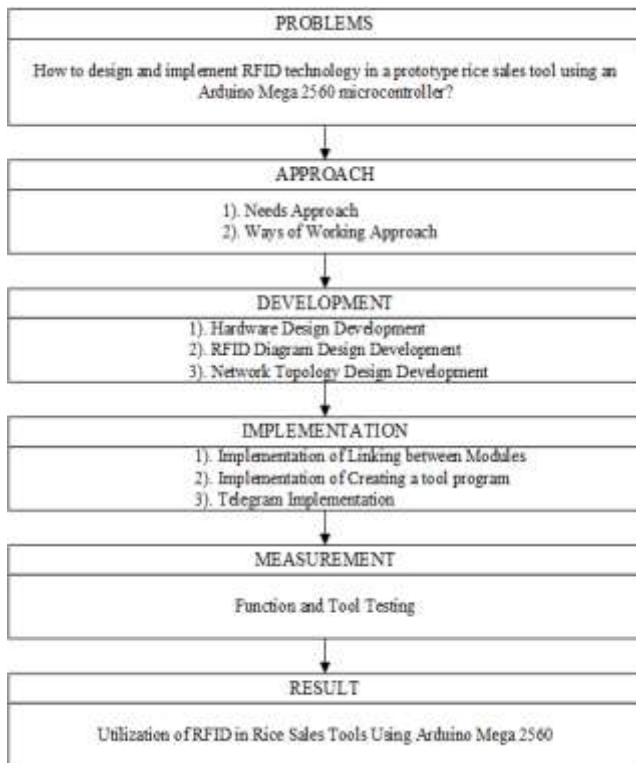 PROBLEMS
How to design and implement RFID technology in a prototype rice sales tool using an
Arduino Mega 2560 microcontroller?
APPROACH
1). Needs Approach
2). Ways of Working Approach
DEVELOPMENT
1). Hardware Design Development
2). RFID Diagram Design Development
3). Network Topology Design Development
IMPLEMENTATION
1). Implementation of Linking between Modules
2). Implementation of Creating a tool program
3). Telegram Implementation
MEASUREMENT
Function and Tool Testing
RESULT
Utilization of RFID in Rice Sales Tools Using Arduino Mega 2560